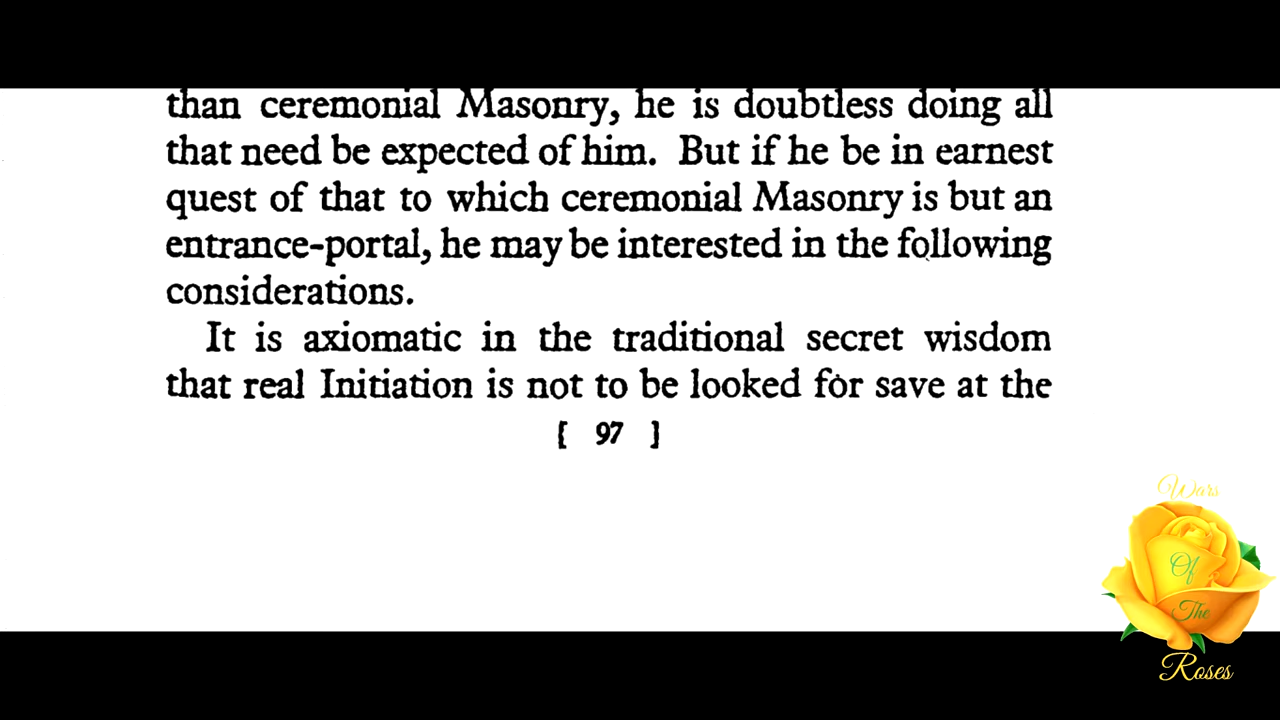 than ceremonial Masonry, he is doubtless doing all
that need be expected of him. But if he be in earnest
quest of that to which ceremonial Masonry is but an
entrance-portal, he may be interested in the following
considerations.
It is axiomatic in the traditional secret wisdom
that real Initiation is not to be looked for save at the
[ 97 ]
Wars
Of
The
Roses